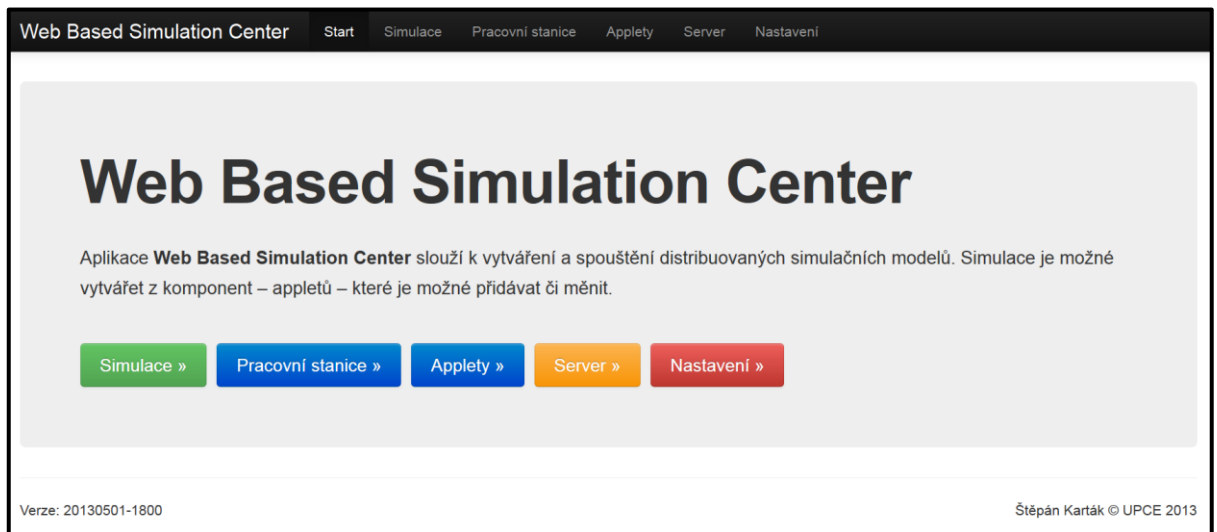 Web Based Simulation Center Start Simulace Pracovní stanice Applety Server Nastavení
Web Based Simulation Center
Aplikace Web Based Simulation Center slouží k vytváření a spouštění distribuovaných simulačních modelů. Simulace je možné
vytvářet z komponent – appletů – které je možné přidávat či měnit.
Simulace » Pracovní stanice » Applety » Server » Nastavení »
Verze: 20130501-1800 Štěpán Karták © UPCE 2013